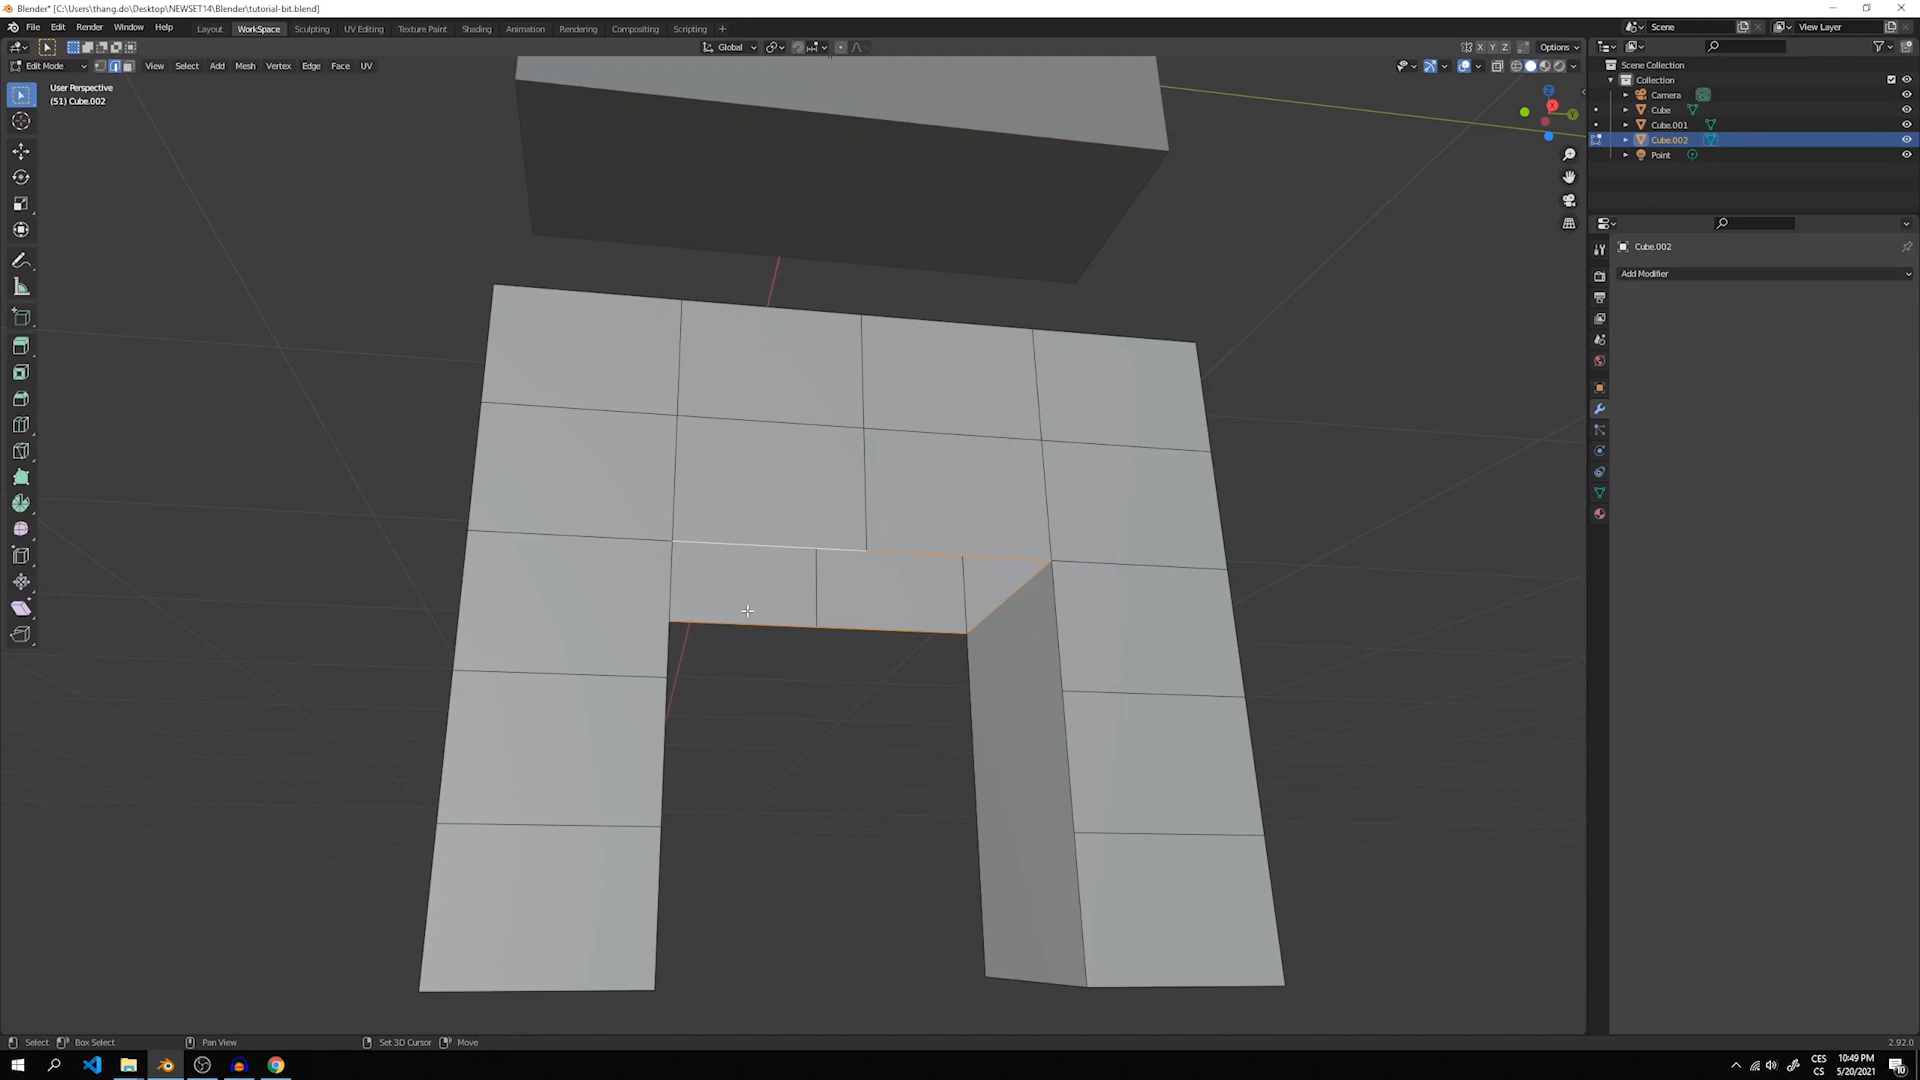 Blender* [C:\Users\thang.do\Desktop\NEWSET14\Blender\tutorial-bit.blend]
File Edit Render Window Help
Layout WorkSpace Sculpting UV Editing Texture Paint Shading Animation Rendering Compositing Scripting
Scene
View Layer
Global
X Y Z
Options
Edit Mode View Select Add Mesh Vertex Edge Face UV
User Perspective
(51) Cube.002
Scene Collection
Collection
Camera
Cube
Cube.001
Cube.002
Point
Cube.002
Add Modifier
Select Box Select Pan View Set 3D Cursor Move
2.92.0
CES
CS
10:49 PM
5/20/2021